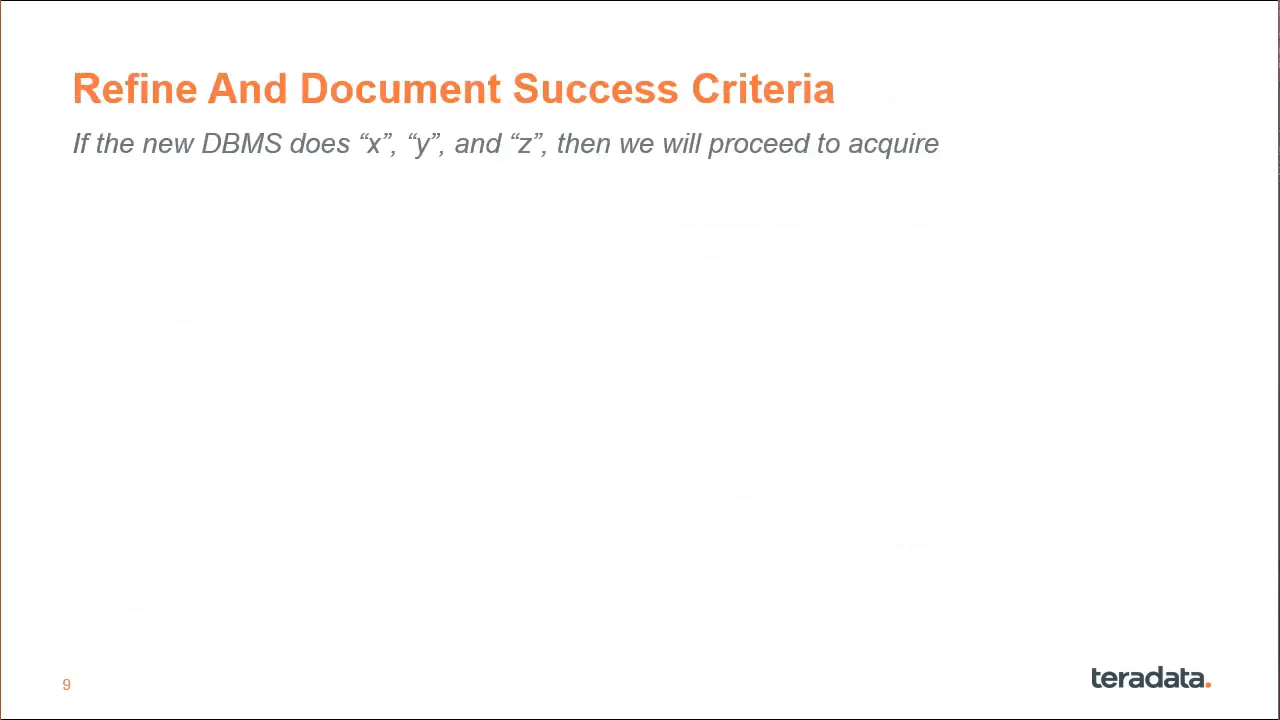 Refine And Document Success Criteria
If the new DBMS does “x”, “y”, and “z”, then we will proceed to acquire
9
teradata.